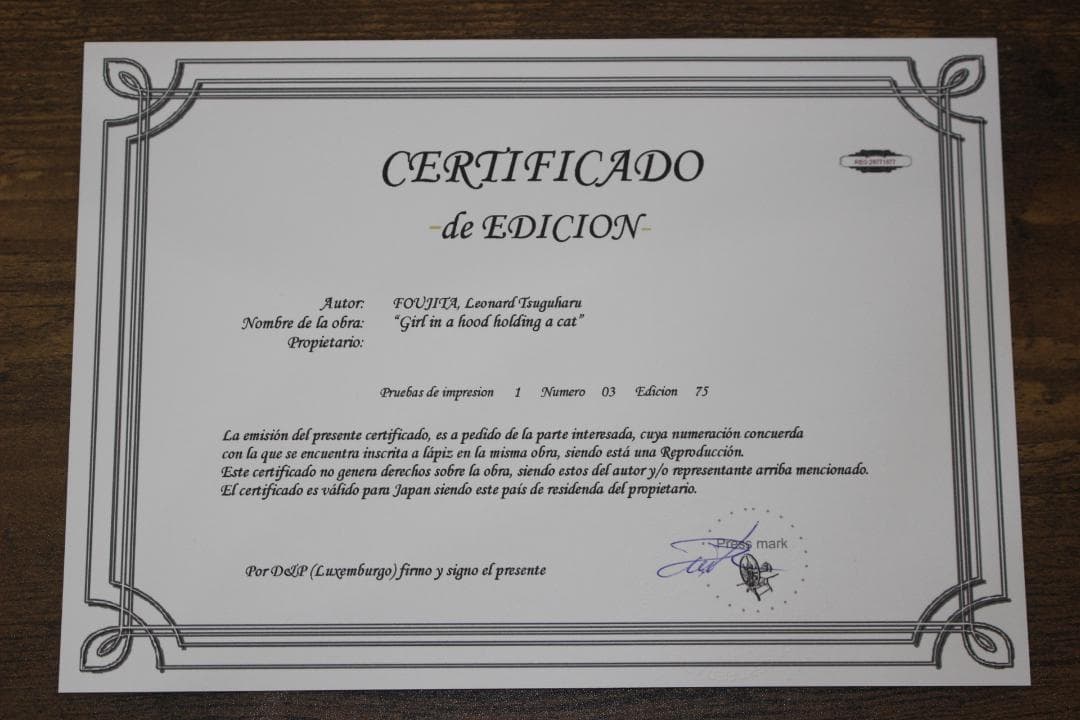 CERTIFICADO
-de EDICION-
Autor: FOUJITA, Leonard Tsuguharu
Nombre de la obra: “Girl in a hood holding a cat”
Propietario:
Pruebas de impresion 1 Numero 03 Edicion 75
La emisión del presente certificado, es a pedido de la parte interesada, cuya numeración concuerda
con la que se encuentra inscrita a lápiz en la misma obra, siendo está una Reproducción.
Este certificado no genera derechos sobre la obra, siendo estos del autor y/o representante arriba mencionado.
El certificado es válido para Japan siendo este país de residenda del propietario.
Press mark
Por D&P (Luxemburgo) firmo y signo el presente